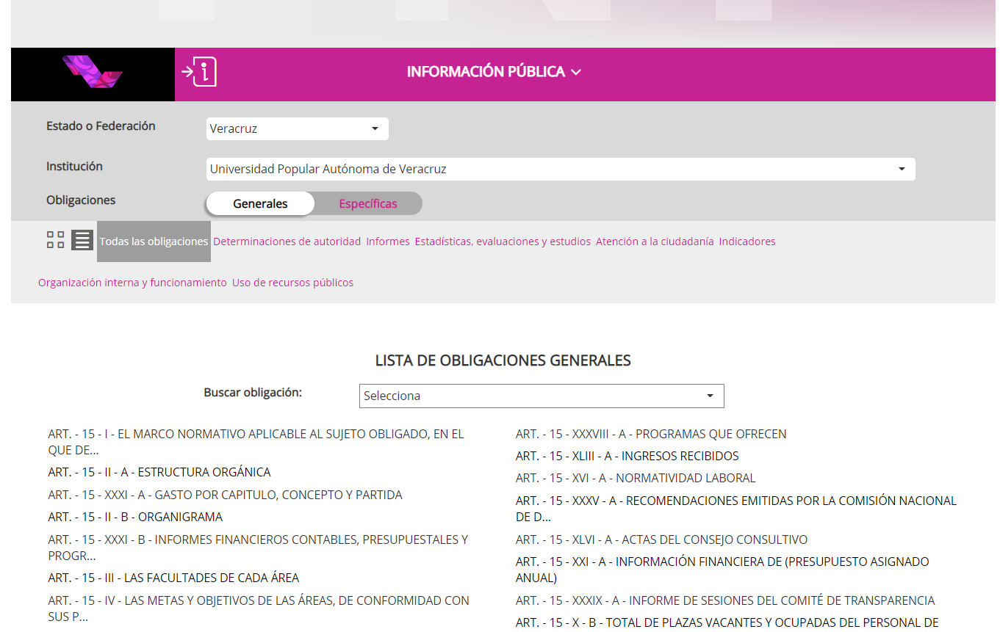 INFORMACIÓN PÚBLICA
Estado o Federación
Veracruz
Institución
Universidad Popular Autónoma de Veracruz
Obligaciones
Generales Específicas
Todas las obligaciones Determinaciones de autoridad Informes Estadísticas, evaluaciones y estudios Atención a la ciudadanía Indicadores
Organización interna y funcionamiento Uso de recursos públicos
LISTA DE OBLIGACIONES GENERALES
Buscar obligación:
Selecciona
ART. - 15 - I - EL MARCO NORMATIVO APLICABLE AL SUJETO OBLIGADO, EN EL
QUE DE...
ART. - 15 - II - A - ESTRUCTURA ORGÁNICA
ART. - 15 - XXXI - A - GASTO POR CAPITULO, CONCEPTO Y PARTIDA
ART. - 15 - II - B - ORGANIGRAMA
ART. - 15 - XXXI - B - INFORMES FINANCIEROS CONTABLES, PRESUPUESTALES Y
PROGR...
ART. - 15 - III - LAS FACULTADES DE CADA ÁREA
ART. - 15 - IV - LAS METAS Y OBJETIVOS DE LAS ÁREAS, DE CONFORMIDAD CON
SUS P...
ART. - 15 - XXXVIII - A - PROGRAMAS QUE OFRECEN
ART. - 15 - XLIII - A - INGRESOS RECIBIDOS
ART. - 15 - XVI - A - NORMATIVIDAD LABORAL
ART. - 15 - XXXV - A - RECOMENDACIONES EMITIDAS POR LA COMISIÓN NACIONAL
DE D...
ART. - 15 - XLVI - A - ACTAS DEL CONSEJO CONSULTIVO
ART. - 15 - XXI - A - INFORMACIÓN FINANCIERA DE (PRESUPUESTO ASIGNADO
ANUAL)
ART. - 15 - XXXIX - A - INFORME DE SESIONES DEL COMITÉ DE TRANSPARENCIA
ART. - 15 - X - B - TOTAL DE PLAZAS VACANTES Y OCUPADAS DEL PERSONAL DE